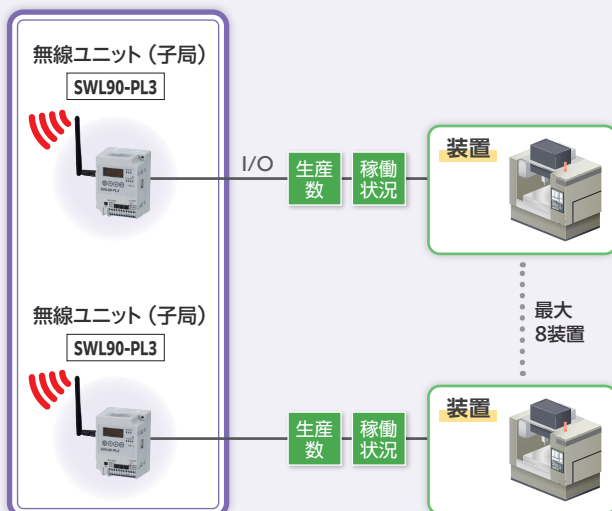 無線ユニット（子局）
SWL90-PL3
I/O
生産
数
稼働
状況
装置
最大
8装置
無線ユニット（子局）
SWL90-PL3
生産
数
稼働
状況
装置